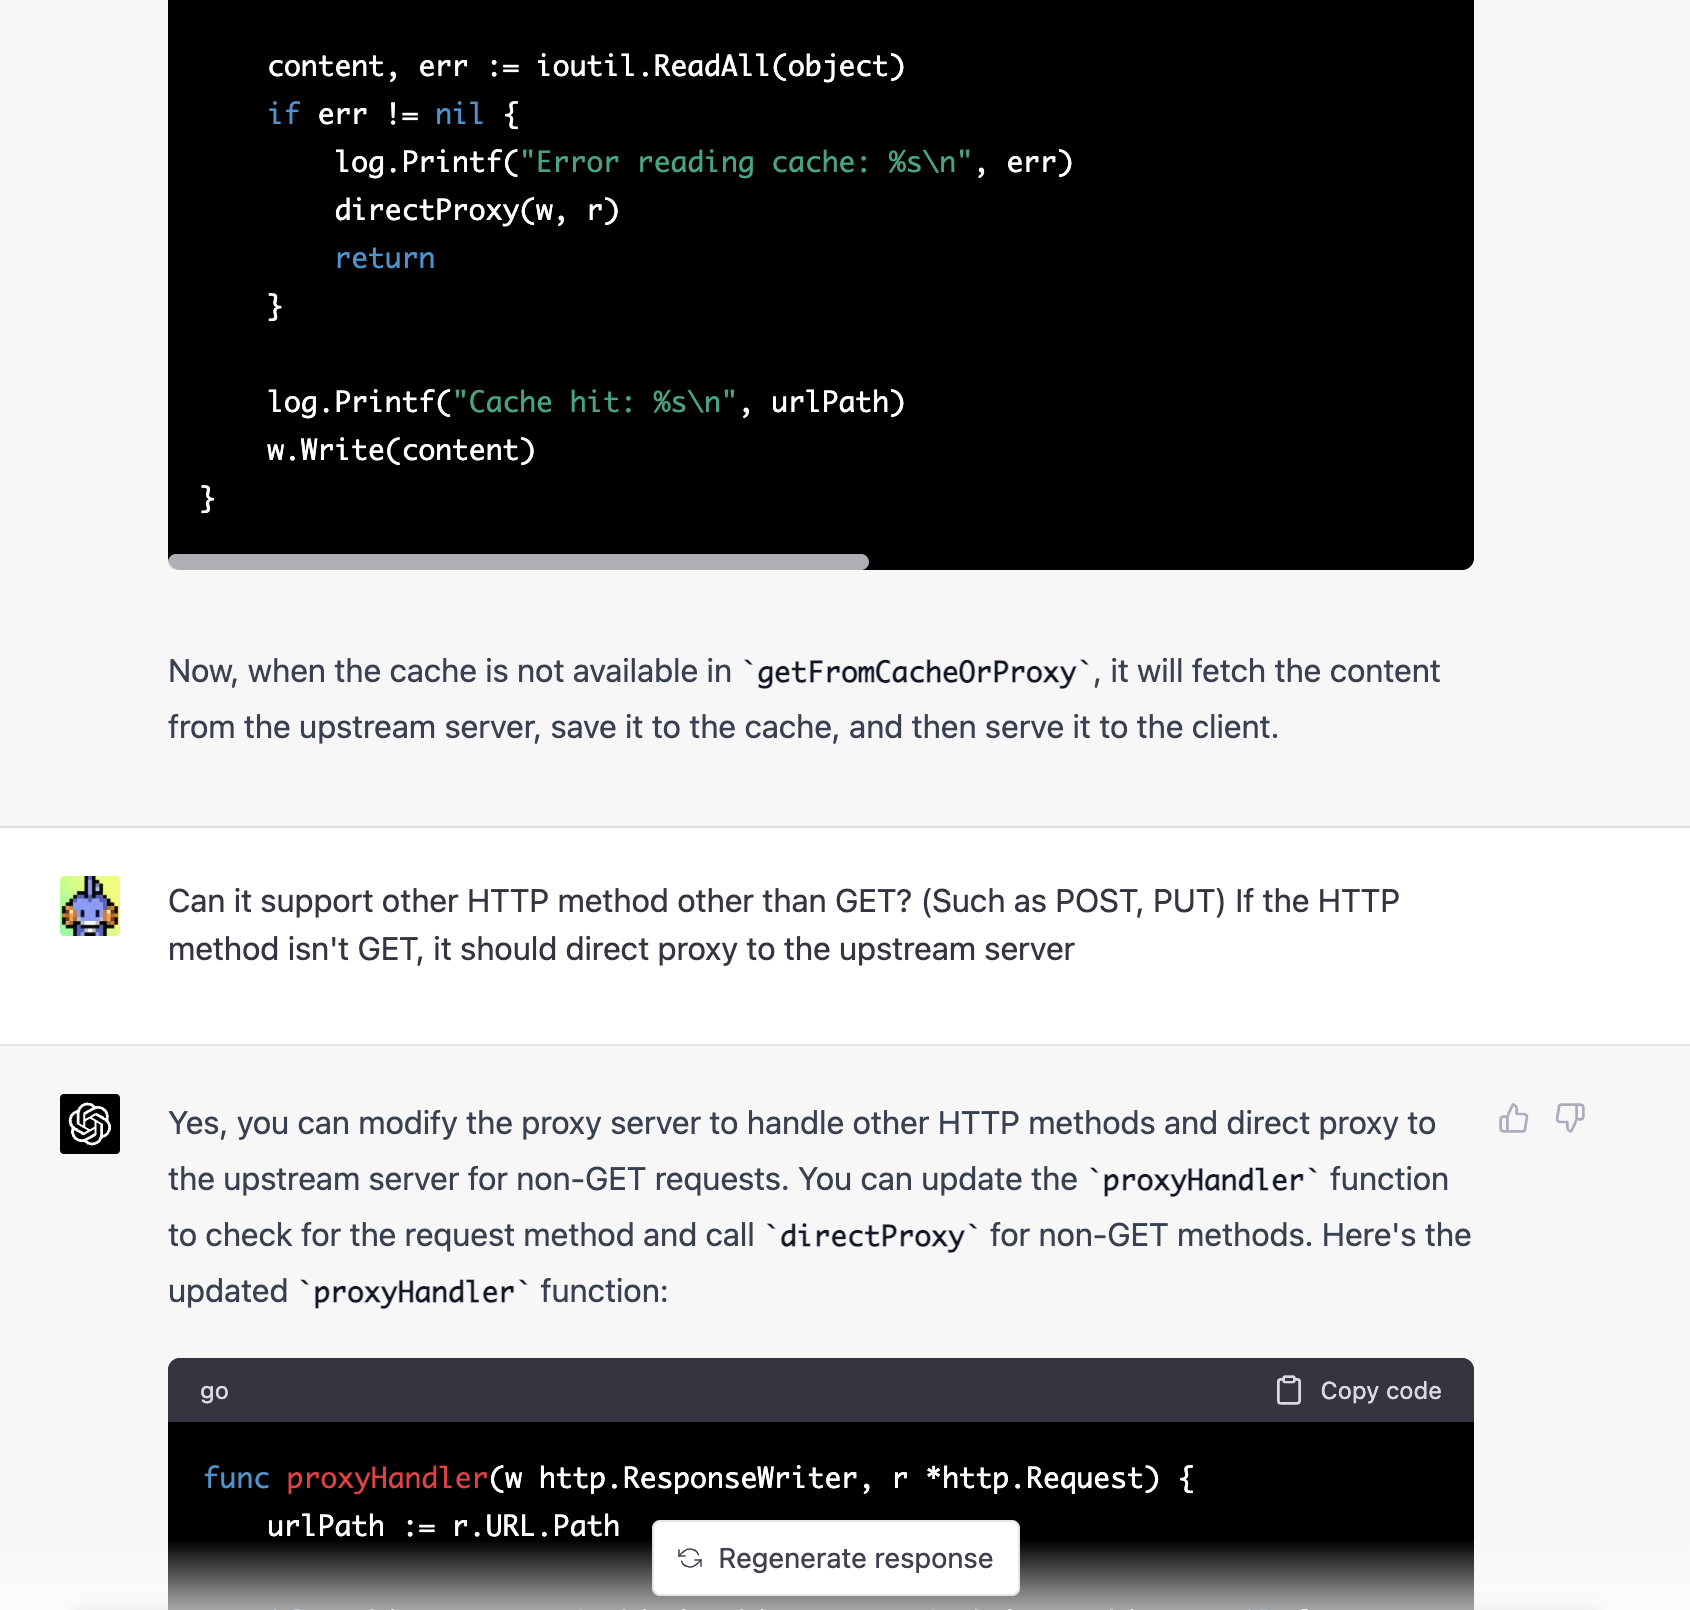 content, err := ioutil.ReadAll(object)
if err != nil {
log.Printf("Error reading cache: %s\n", err)
directProxy(w, r)
return
}
log.Printf("Cache hit: %s\n", urlPath)
w.Write(content)
}
Now, when the cache is not available in `getFromCacheOrProxy`, it will fetch the content
from the upstream server, save it to the cache, and then serve it to the client.
Can it support other HTTP method other than GET? (Such as POST, PUT) If the HTTP
method isn't GET, it should direct proxy to the upstream server
Yes, you can modify the proxy server to handle other HTTP methods and direct proxy to
the upstream server for non-GET requests. You can update the `proxyHandler` function
to check for the request method and call `directProxy` for non-GET methods. Here's the
updated `proxyHandler` function:
go
Copy code
func proxyHandler(w http.ResponseWriter, r *http.Request) {
urlPath := r.URL.Path
Regenerate response